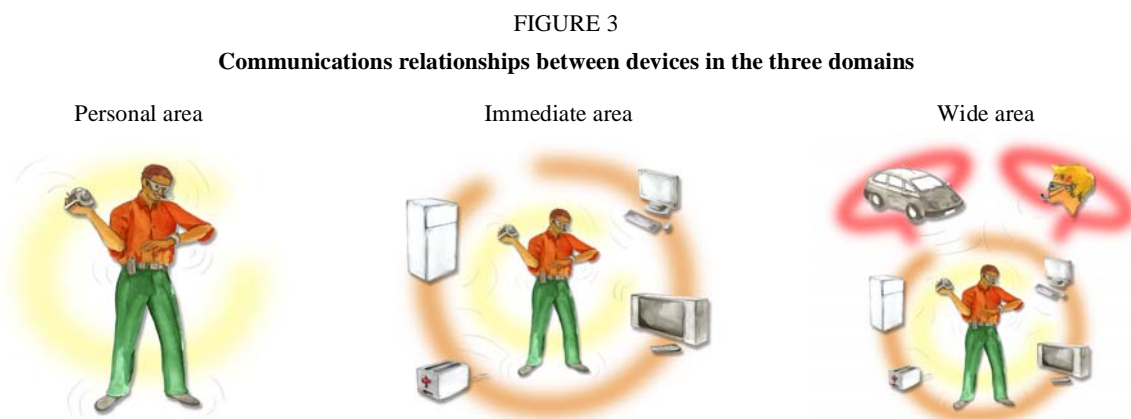 FIGURE 3
Communications relationships between devices in the three domains
Personal area Immediate area Wide area